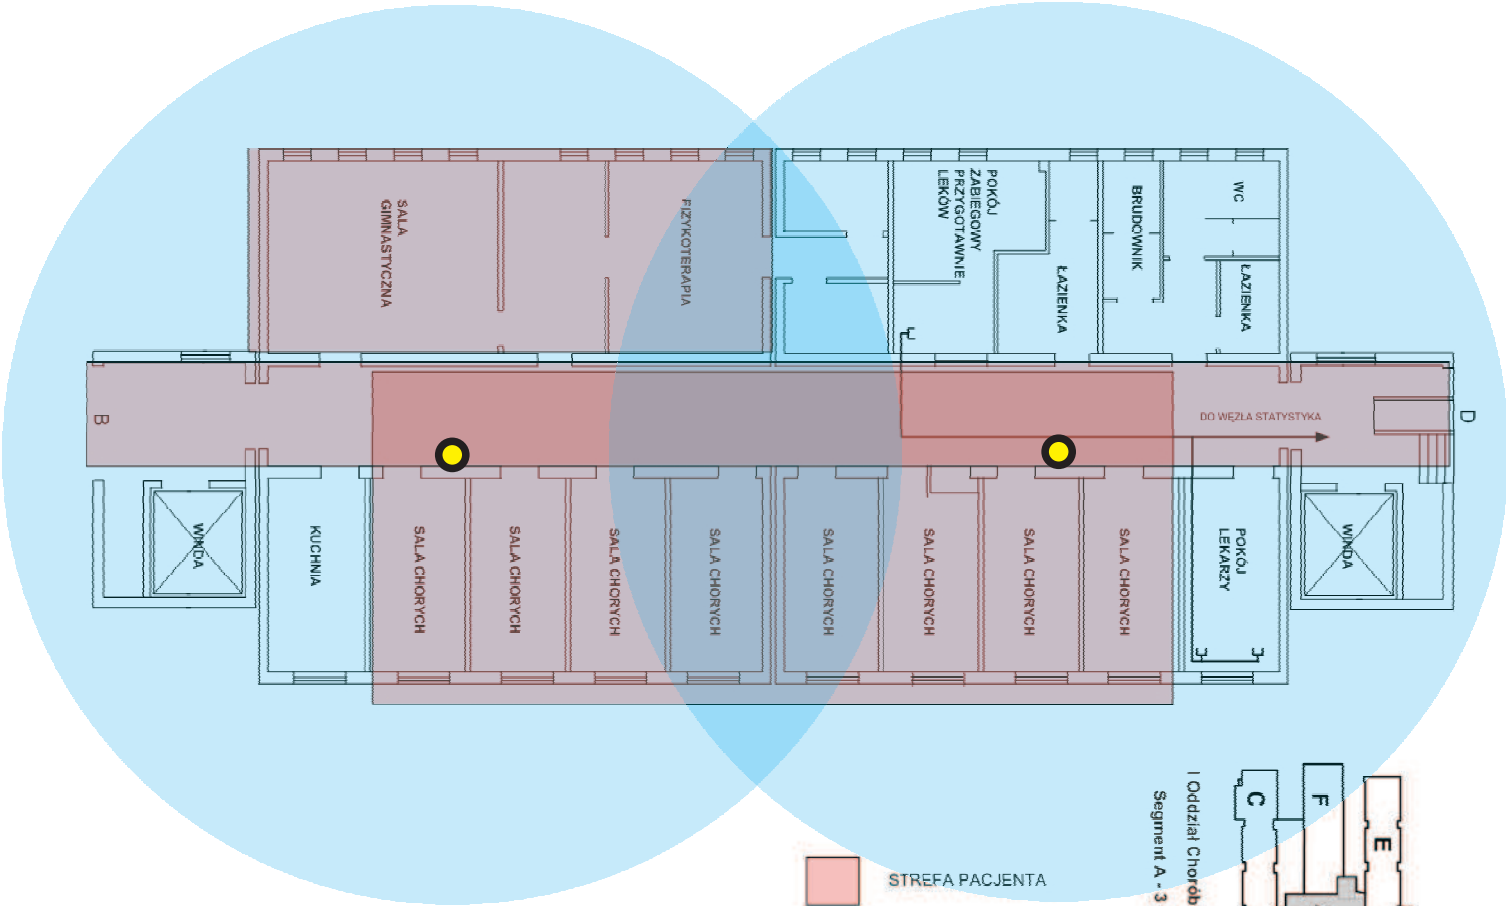 SALA
GIMNASTYCZNA
FIZYKOTERAPIA
POKÓJ
ZABIEGOWY
PRZYGOTAWNIE
LEKÓW
ŁAZIENKA
BRUDOWNIK
WC
ŁAZIENKA
B
DO WĘZŁA STATYSTYKA
D
WINDA
KUCHNIA
SALA CHORYCH
SALA CHORYCH
SALA CHORYCH
SALA CHORYCH
SALA CHORYCH
SALA CHORYCH
SALA CHORYCH
SALA CHORYCH
POKÓJ
LEKARZY
WINDA
I Oddział Chorób
Segment A - 3
C
F
E
STREFA PACJENTA